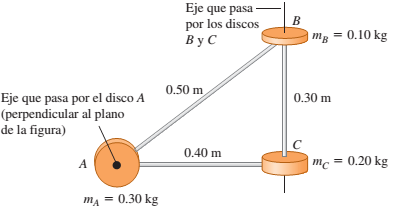 Eje que pasa
por los discos
B y C
B
m_B = 0.10 kg
0.50 m
0.30 m
Eje que pasa por el disco A
(perpendicular al plano
de la figura)
A
0.40 m
C
m_C = 0.20 kg
m_A = 0.30 kg